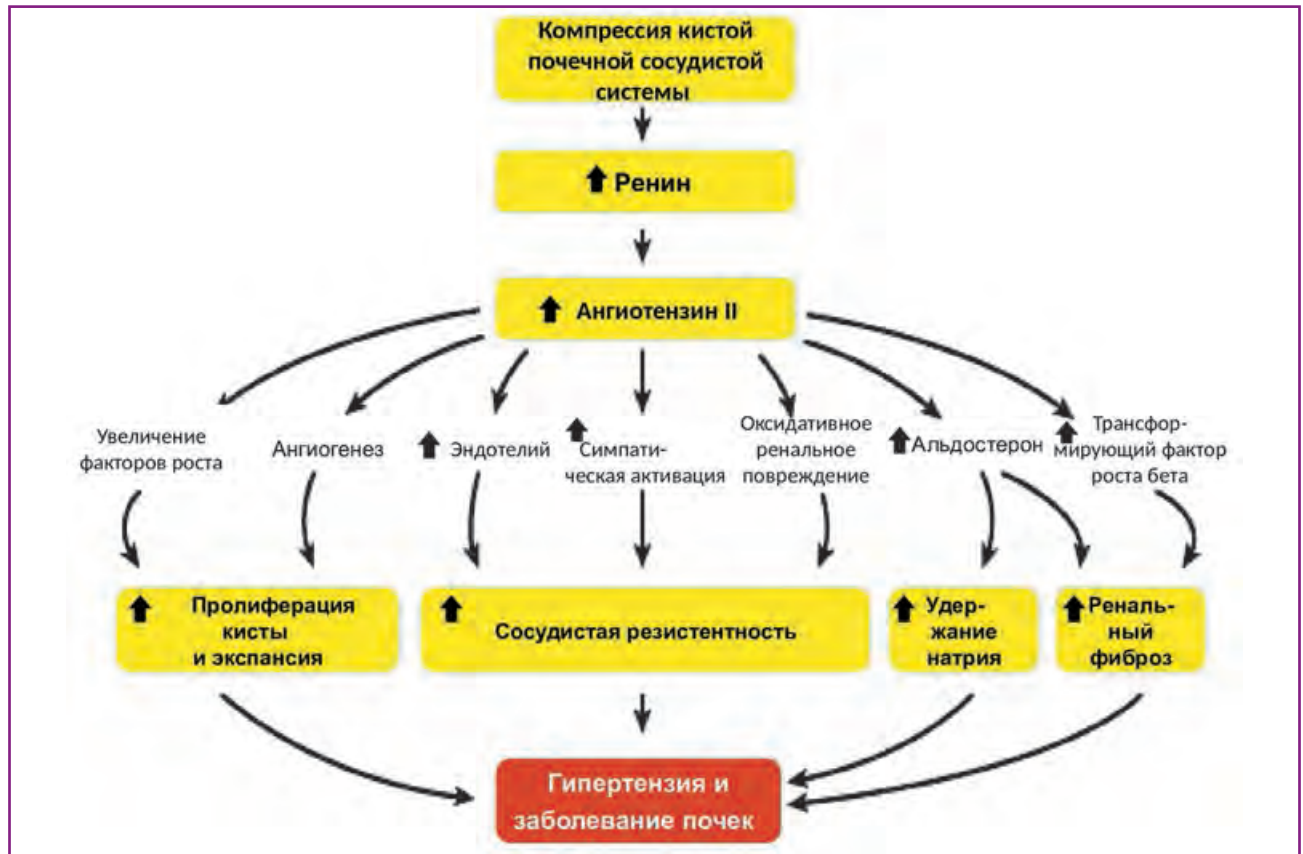 Компрессия кистой
почечной сосудистой
системы
Ренин
Ангиотензин II
Увеличение
факторов роста
Ангиогенез
Эндотелий
Симпати-
ческая активация
Оксидативное
ренальное
повреждение
Альдостерон
Трансфор-
мирующий фактор
роста бета
Пролиферация
кисты
и экспансия
Сосудистая резистентность
Удер-
жание
натрия
Реналь-
ный
фиброз
Гипертензия и
заболевание почек